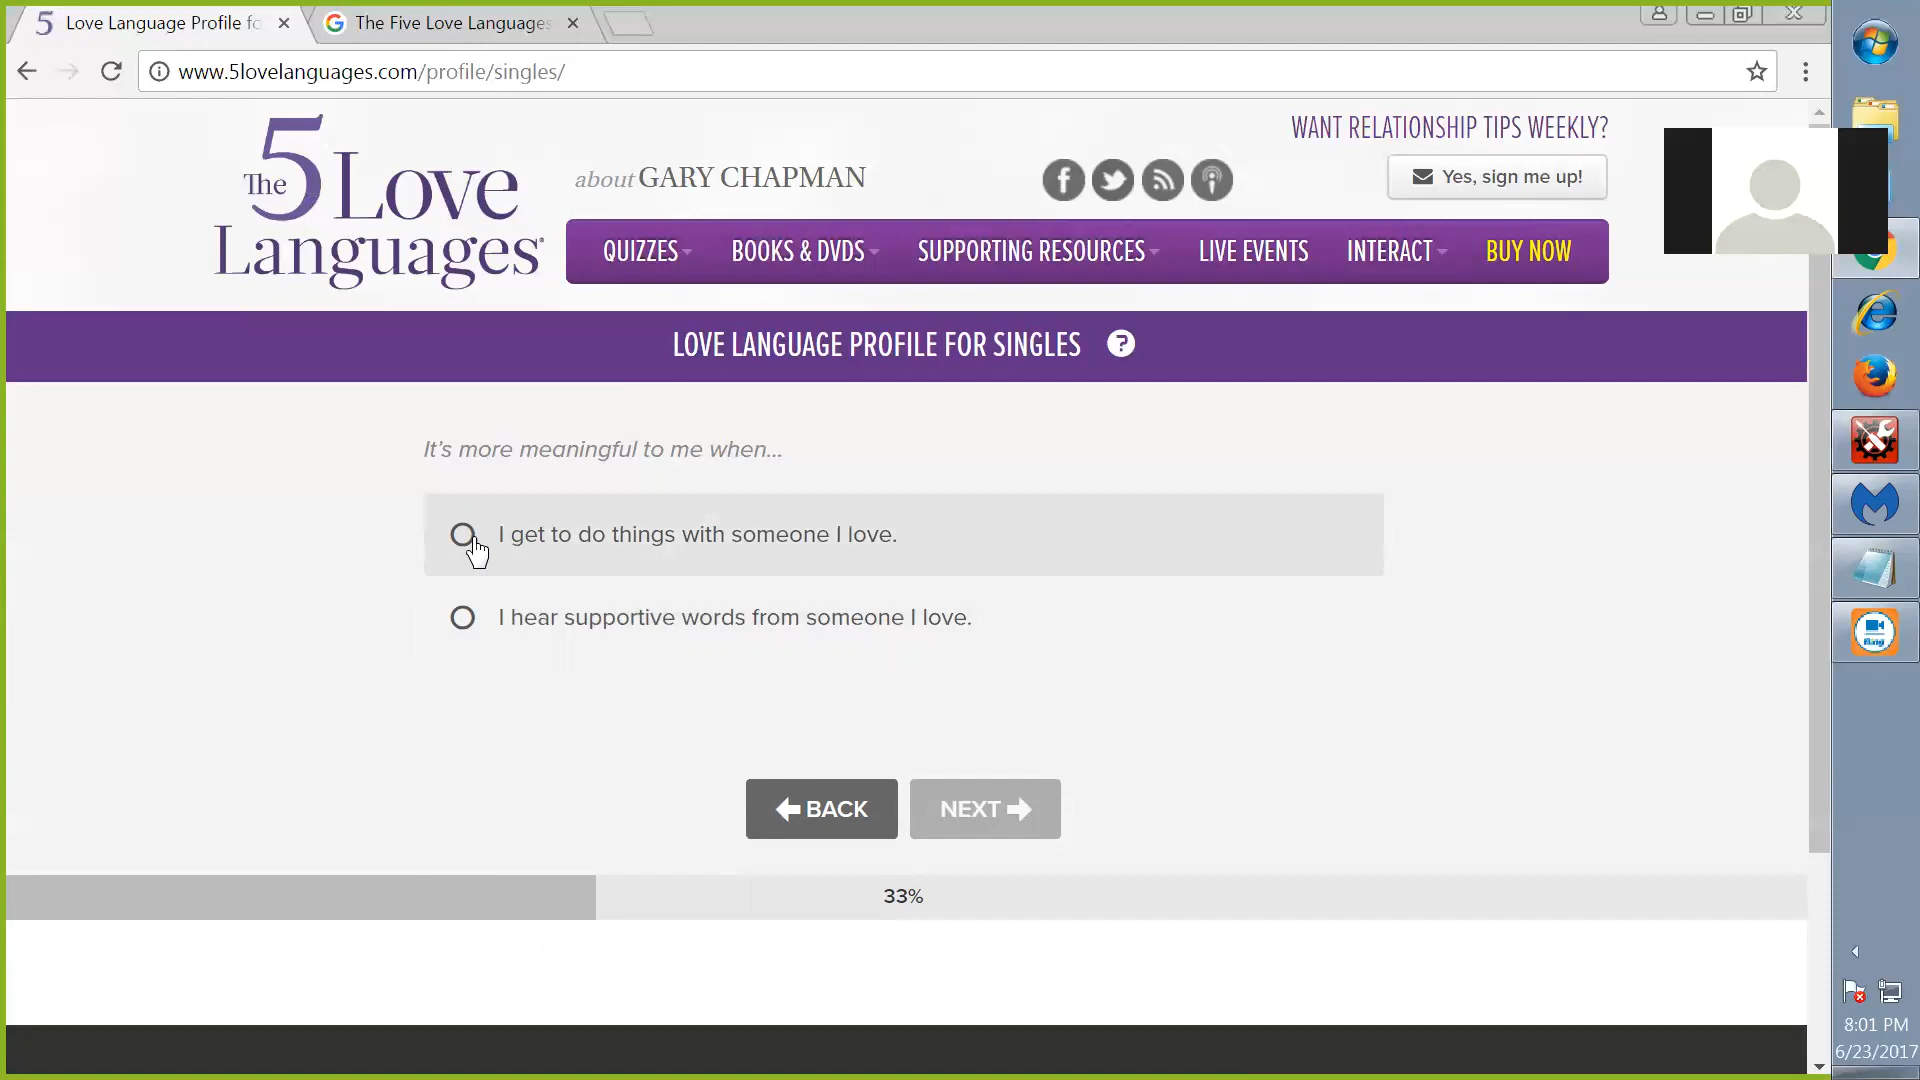 Love Language Profile fo
The Five Love Languages
www.5lovelanguages.com/profile/singles/
The 5 Love Languages
about GARY CHAPMAN
WANT RELATIONSHIP TIPS WEEKLY?
Yes, sign me up!
QUIZZES BOOKS & DVDS SUPPORTING RESOURCES LIVE EVENTS INTERACT BUY NOW
LOVE LANGUAGE PROFILE FOR SINGLES ?
It's more meaningful to me when...
I get to do things with someone I love.
I hear supportive words from someone I love.
BACK NEXT
33%
8:01 PM
6/23/2017